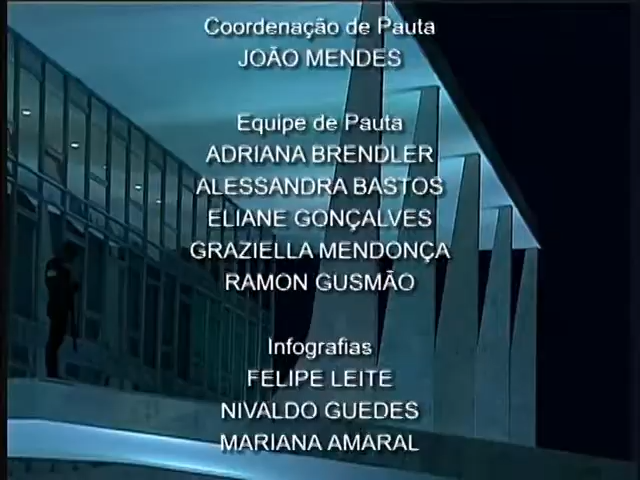 Coordenação de Pauta
JOÃO MENDES
Equipe de Pauta
ADRIANA BRENDLER
ALESSANDRA BASTOS
ELIANE GONÇALVES
GRAZIELLA MENDONÇA
RAMON GUSMÃO
Infografias
FELIPE LEITE
NIVALDO GUEDES
MARIANA AMARAL